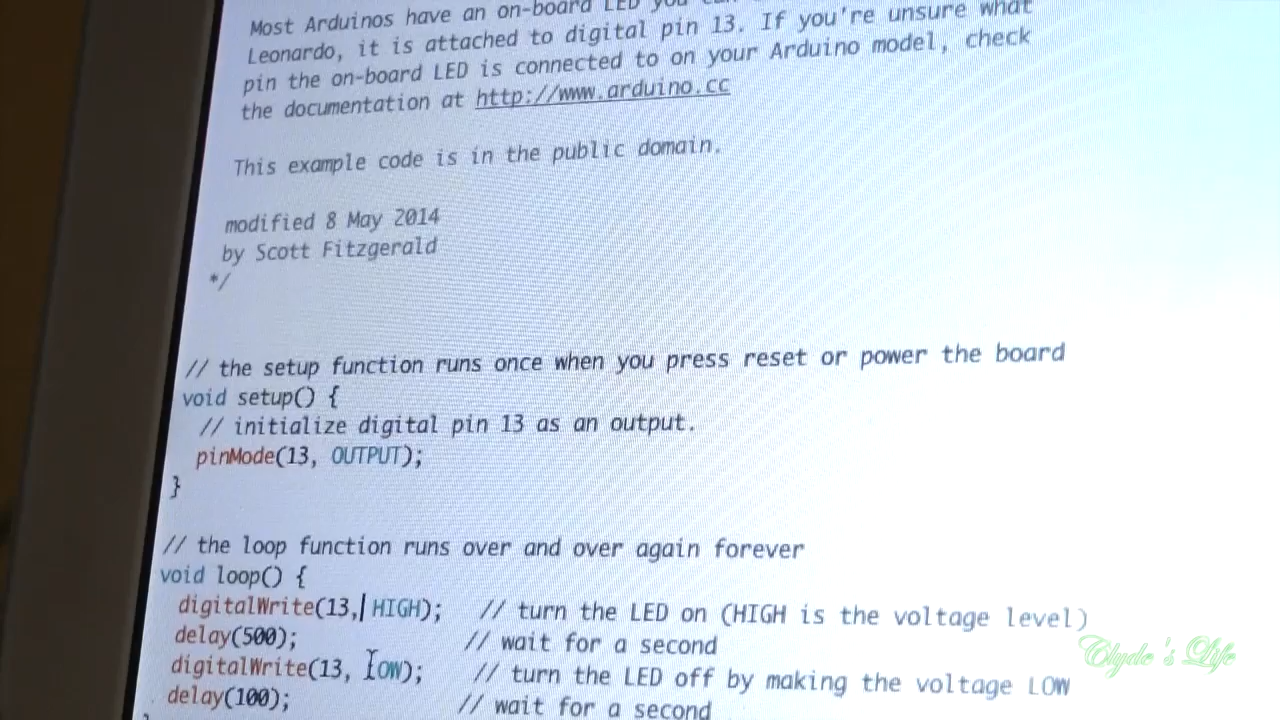 Most Arduinos have an on-board LED you can
Leonardo, it is attached to digital pin 13. If you're unsure what
pin the on-board LED is connected to on your Arduino model, check
the documentation at http://www.arduino.cc
This example code is in the public domain.
modified 8 May 2014
by Scott Fitzgerald
*/
// the setup function runs once when you press reset or power the board
void setup() {
// initialize digital pin 13 as an output.
pinMode(13, OUTPUT);
}
// the loop function runs over and over again forever
void loop() {
digitalWrite(13, HIGH); // turn the LED on (HIGH is the voltage level)
delay(500); // wait for a second
digitalWrite(13, LOW); // turn the LED off by making the voltage LOW
delay(100); // wait for a second
Clyde's Life